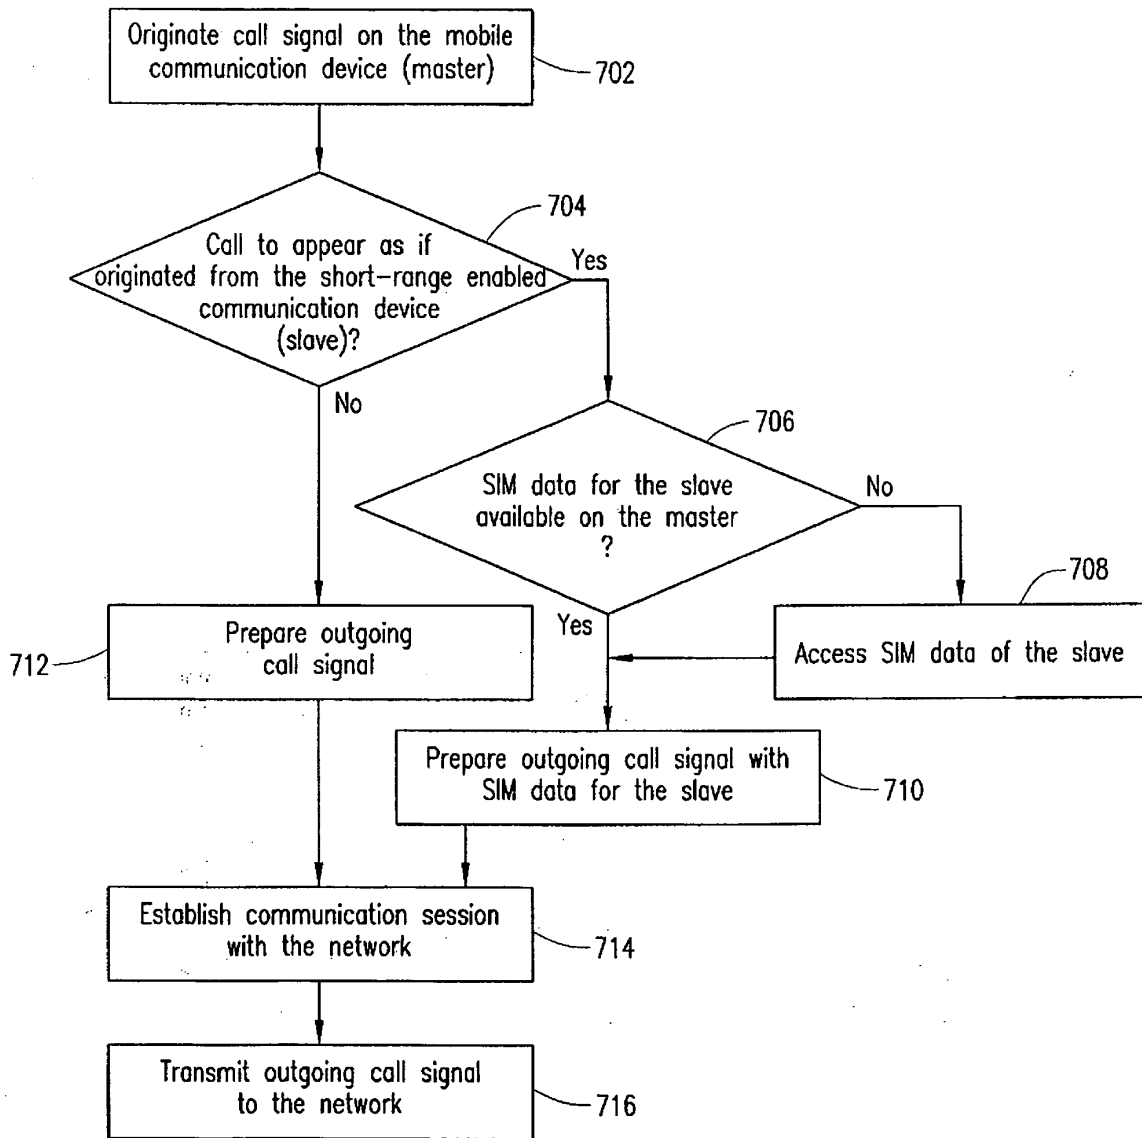 Originate call signal on the mobile
communication device (master)
702
704
Call to appear as if
originated from the short-range enabled
communication device
(slave)?
Yes
No
706
SIM data for the slave
available on the master
?
No
Yes
708
Access SIM data of the slave
Prepare outgoing
call signal
712
Prepare outgoing call signal with
SIM data for the slave
710
Establish communication session
with the network
714
Transmit outgoing call signal
to the network
716